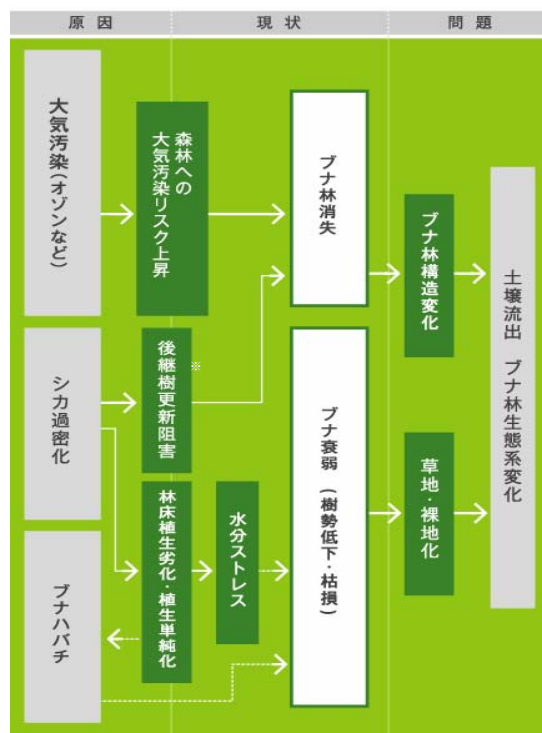 原因
現状
問題
大気汚染(オゾンなど)
森林への
大気汚染リスク上昇
ブナ林消失
ブナ林構造変化
土壌流出 ブナ林生態系変化
シカ過密化
後継樹更新阻害
※
ブナ衰弱 (樹勢低下・枯損)
草地・裸地化
林床植生劣化・植生単純化
水分ストレス
ブナハバチ